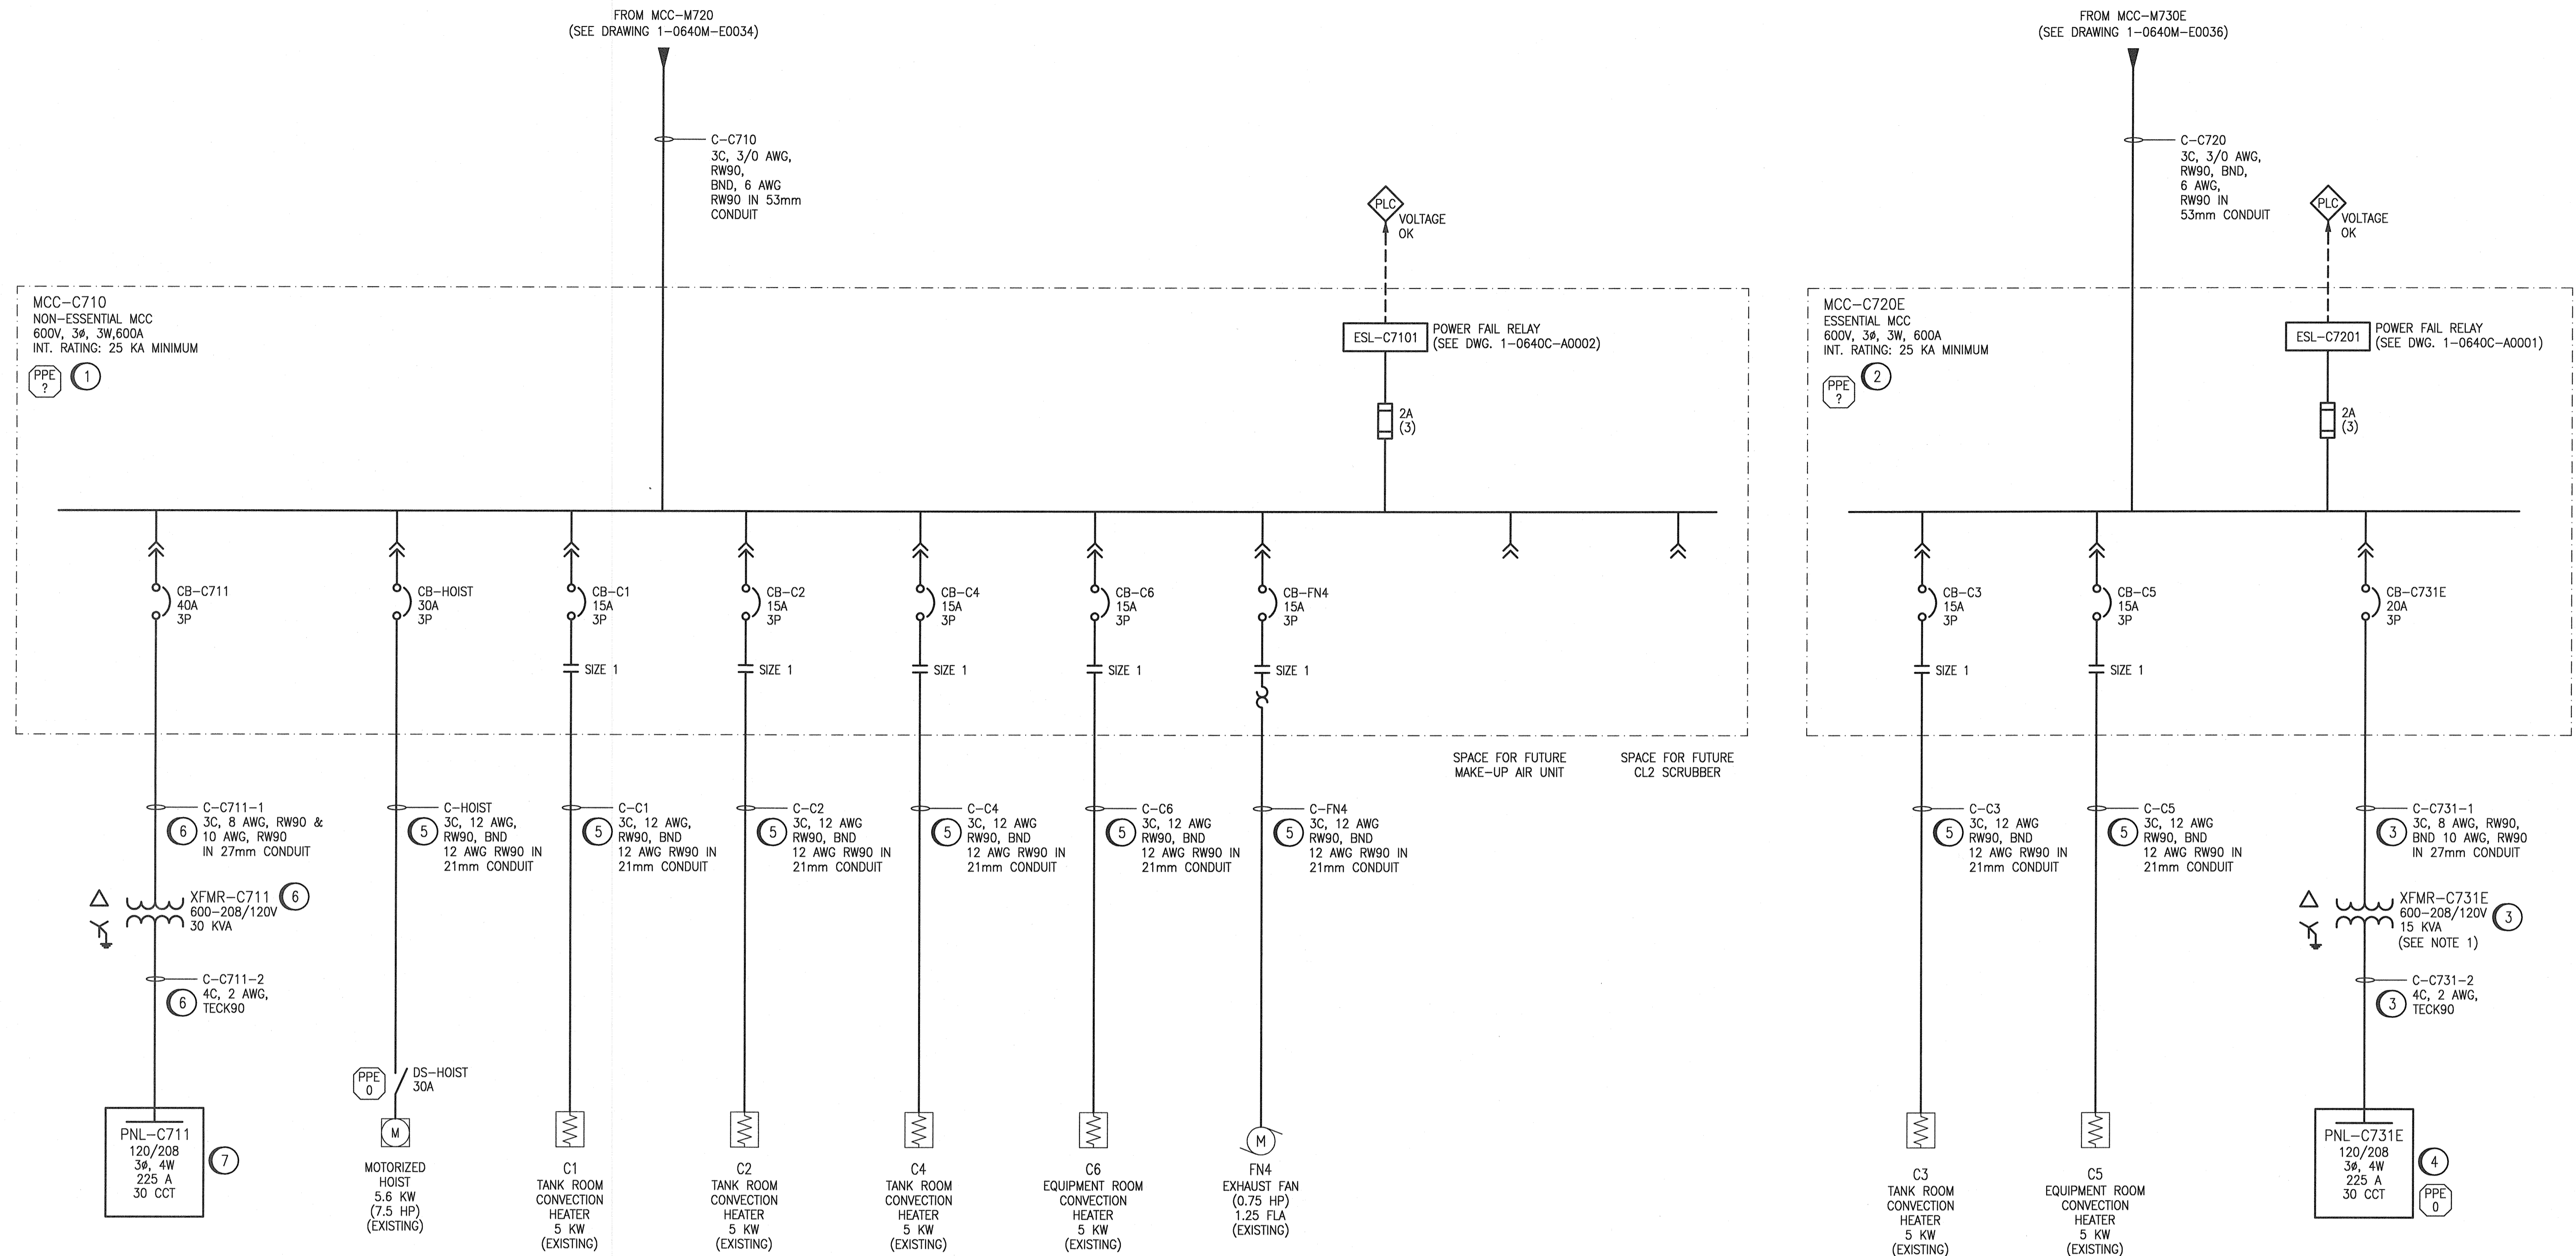 FROM MCC-M720
(SEE DRAWING 1-0640M-E0034)
C-C710
3C, 3/0 AWG,
RW90,
BND, 6 AWG
RW90 IN 53mm
CONDUIT
PLC
VOLTAGE
OK
MCC-C710
NON-ESSENTIAL MCC
600V, 3ø, 3W,600A
INT. RATING: 25 KA MINIMUM
PPE
?
1
ESL-C7101
POWER FAIL RELAY
(SEE DWG. 1-0640C-A0002)
2A
(3)
CB-C711
40A
3P
CB-HOIST
30A
3P
CB-C1
15A
3P
SIZE 1
CB-C2
15A
3P
SIZE 1
CB-C4
15A
3P
SIZE 1
CB-C6
15A
3P
SIZE 1
CB-FN4
15A
3P
SIZE 1
SPACE FOR FUTURE
MAKE-UP AIR UNIT
SPACE FOR FUTURE
CL2 SCRUBBER
C-C711-1
6
3C, 8 AWG, RW90 &
10 AWG, RW90
IN 27mm CONDUIT
XFMR-C711
6
600-208/120V
30 KVA
C-C711-2
6
4C, 2 AWG,
TECK90
PNL-C711
120/208
3ø, 4W
225 A
30 CCT
7
C-HOIST
5
3C, 12 AWG,
RW90, BND
12 AWG RW90 IN
21mm CONDUIT
PPE
0
DS-HOIST
30A
M
MOTORIZED
HOIST
5.6 KW
(7.5 HP)
(EXISTING)
C-C1
5
3C, 12 AWG,
RW90, BND
12 AWG RW90 IN
21mm CONDUIT
C1
TANK ROOM
CONVECTION
HEATER
5 KW
(EXISTING)
C-C2
5
3C, 12 AWG
RW90, BND
12 AWG RW90 IN
21mm CONDUIT
C2
TANK ROOM
CONVECTION
HEATER
5 KW
(EXISTING)
C-C4
5
3C, 12 AWG
RW90, BND
12 AWG RW90 IN
21mm CONDUIT
C4
TANK ROOM
CONVECTION
HEATER
5 KW
(EXISTING)
C-C6
5
3C, 12 AWG
RW90, BND
12 AWG RW90 IN
21mm CONDUIT
C6
EQUIPMENT ROOM
CONVECTION
HEATER
5 KW
(EXISTING)
C-FN4
5
3C, 12 AWG
RW90, BND
12 AWG RW90 IN
21mm CONDUIT
M
FN4
EXHAUST FAN
(0.75 HP)
1.25 FLA
(EXISTING)
FROM MCC-M730E
(SEE DRAWING 1-0640M-E0036)
C-C720
3C, 3/0 AWG,
RW90, BND,
6 AWG,
RW90 IN
53mm CONDUIT
PLC
VOLTAGE
OK
MCC-C720E
ESSENTIAL MCC
600V, 3ø, 3W, 600A
INT. RATING: 25 KA MINIMUM
PPE
?
2
ESL-C7201
POWER FAIL RELAY
(SEE DWG. 1-0640C-A0001)
2A
(3)
CB-C3
15A
3P
SIZE 1
CB-C5
15A
3P
SIZE 1
CB-C731E
20A
3P
C-C3
5
3C, 12 AWG
RW90, BND
12 AWG RW90 IN
21mm CONDUIT
C3
TANK ROOM
CONVECTION
HEATER
5 KW
(EXISTING)
C-C5
5
3C, 12 AWG
RW90, BND
12 AWG RW90 IN
21mm CONDUIT
C5
EQUIPMENT ROOM
CONVECTION
HEATER
5 KW
(EXISTING)
C-C731-1
3
3C, 8 AWG, RW90,
BND 10 AWG, RW90
IN 27mm CONDUIT
XFMR-C731E
600-208/120V
3
15 KVA
(SEE NOTE 1)
C-C731-2
3
4C, 2 AWG,
TECK90
PNL-C731E
120/208
3ø, 4W
225 A
30 CCT
4
PPE
0